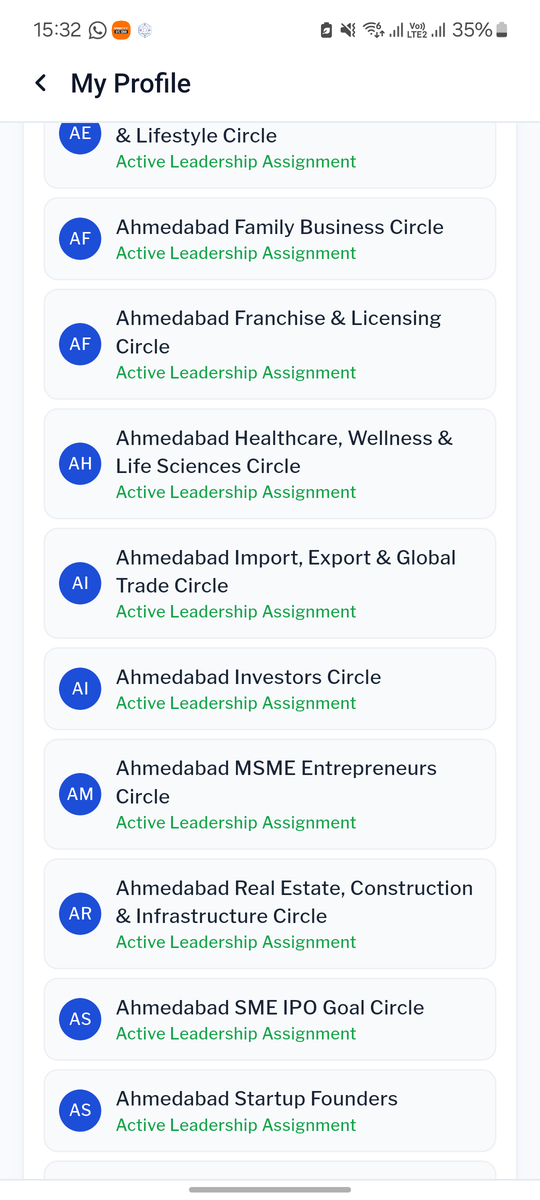 15:32
Vo)) LTE2
35%
My Profile
AE
& Lifestyle Circle
Active Leadership Assignment
AF
Ahmedabad Family Business Circle
Active Leadership Assignment
AF
Ahmedabad Franchise & Licensing
Circle
Active Leadership Assignment
AH
Ahmedabad Healthcare, Wellness &
Life Sciences Circle
Active Leadership Assignment
AI
Ahmedabad Import, Export & Global
Trade Circle
Active Leadership Assignment
AI
Ahmedabad Investors Circle
Active Leadership Assignment
AM
Ahmedabad MSME Entrepreneurs
Circle
Active Leadership Assignment
AR
Ahmedabad Real Estate, Construction
& Infrastructure Circle
Active Leadership Assignment
AS
Ahmedabad SME IPO Goal Circle
Active Leadership Assignment
AS
Ahmedabad Startup Founders
Active Leadership Assignment